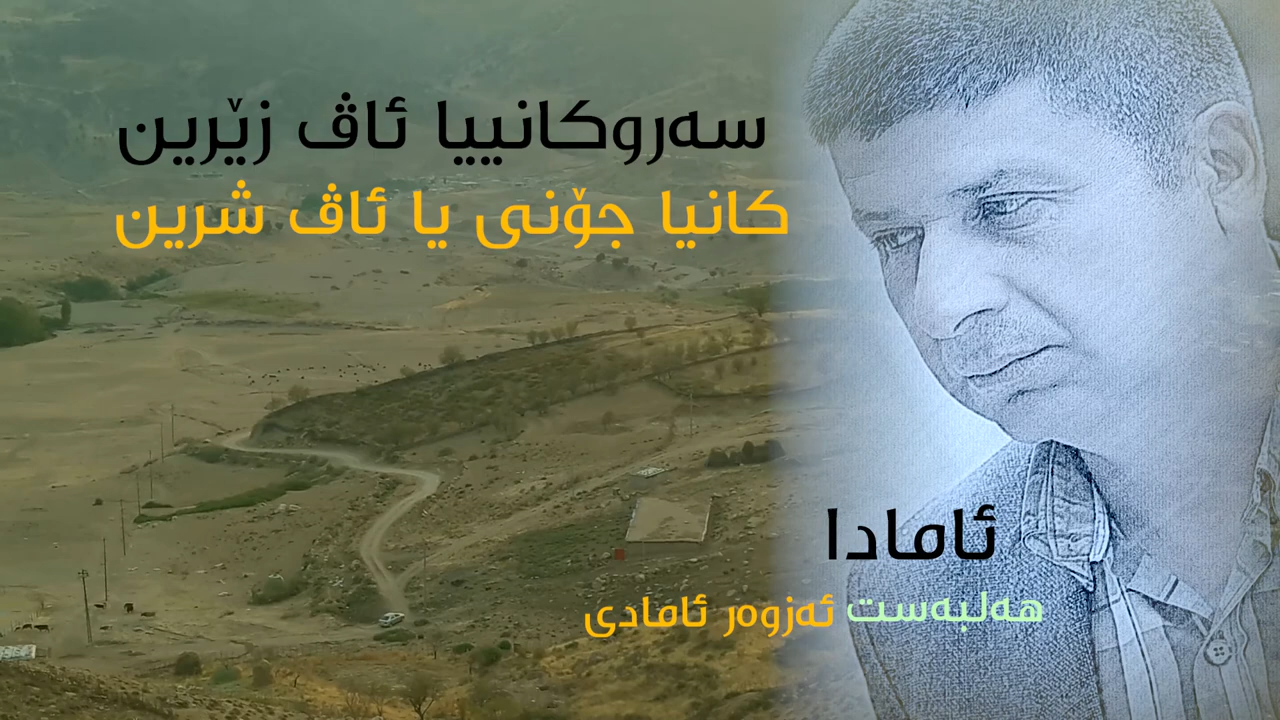 سەروکانییا ئاڤ زێرین
کانیا جۆنی یا ئاڤ شرین
ئامادا
هەلبەست ئەزوەر ئامادی